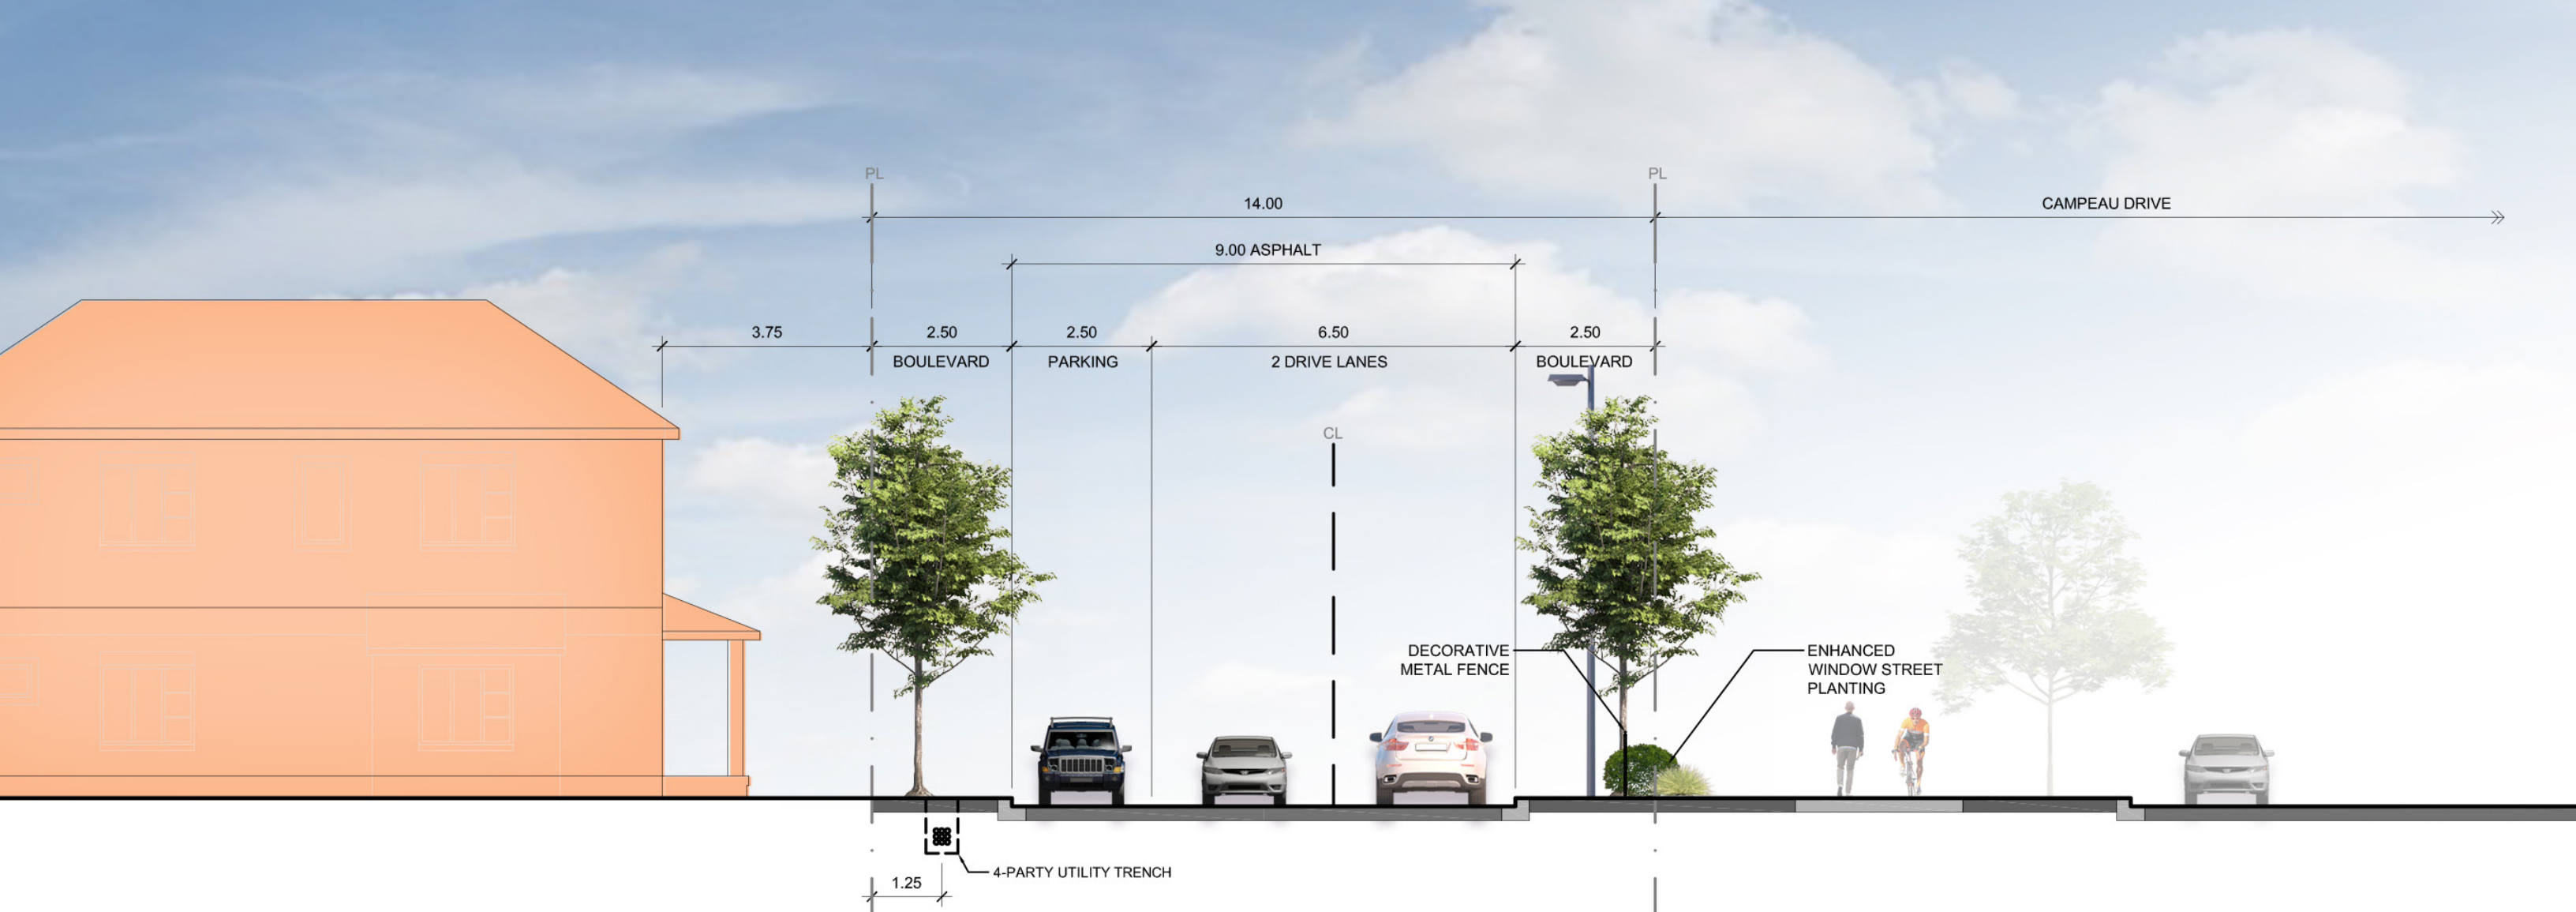 PL
PL
14.00
CAMPEAU DRIVE
9.00 ASPHALT
3.75
2.50
2.50
6.50
2.50
BOULEVARD
PARKING
2 DRIVE LANES
BOULEVARD
CL
DECORATIVE
METAL FENCE
ENHANCED
WINDOW STREET
PLANTING
4-PARTY UTILITY TRENCH
1.25